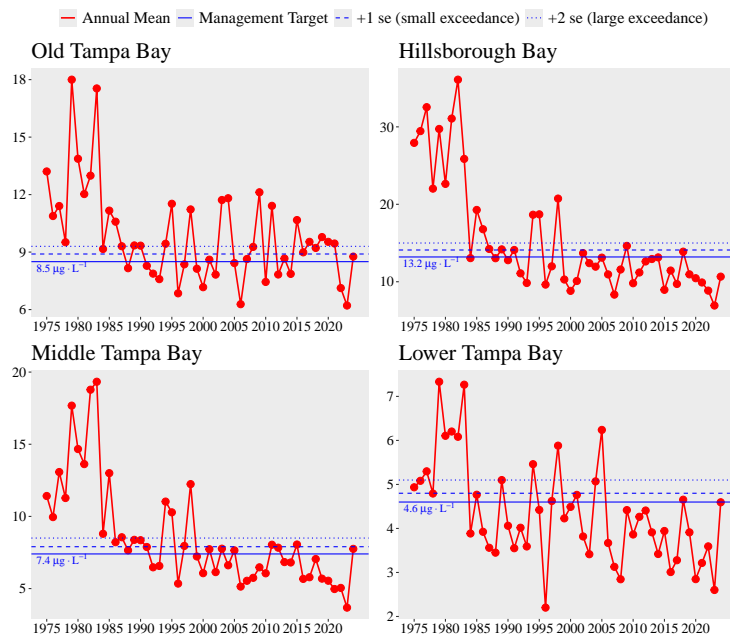 Annual Mean Management Target +1 se (small exceedance) +2 se (large exceedance)
Old Tampa Bay
18
15
12
9
6
8.5 μg · L⁻¹
1975 1980 1985 1990 1995 2000 2005 2010 2015 2020
Hillsborough Bay
30
20
10
13.2 μg · L⁻¹
1975 1980 1985 1990 1995 2000 2005 2010 2015 2020
Middle Tampa Bay
20
15
10
5
7.4 μg · L⁻¹
1975 1980 1985 1990 1995 2000 2005 2010 2015 2020
Lower Tampa Bay
7
6
5
4
3
2
4.6 μg · L⁻¹
1975 1980 1985 1990 1995 2000 2005 2010 2015 2020